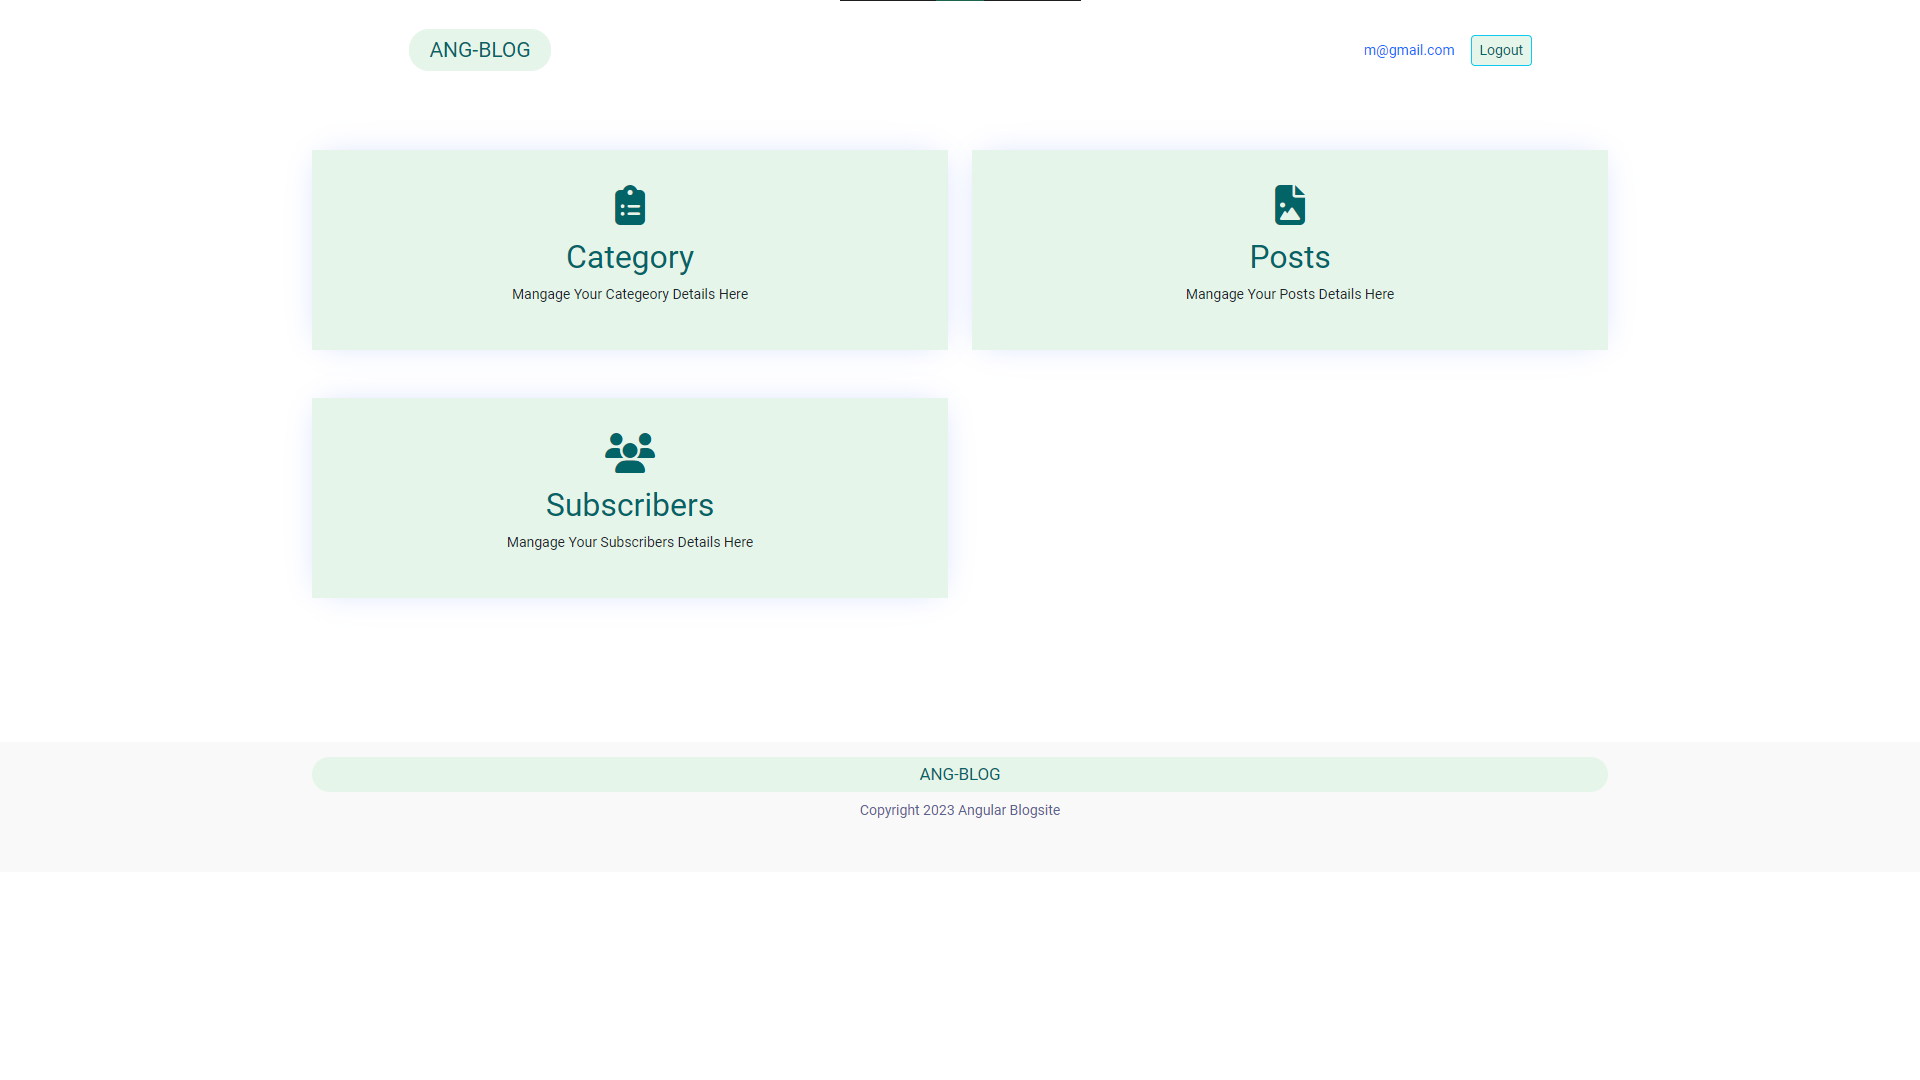 ANG-BLOG
m@gmail.com
Logout
Category
Mangage Your Categeory Details Here
Posts
Mangage Your Posts Details Here
Subscribers
Mangage Your Subscribers Details Here
ANG-BLOG
Copyright 2023 Angular Blogsite